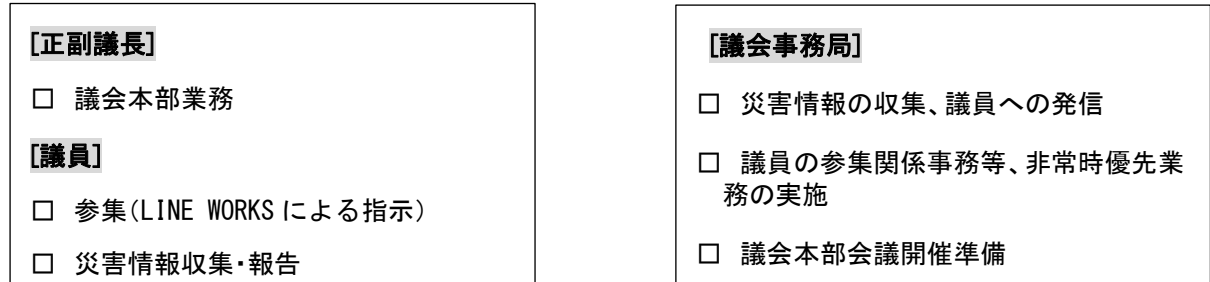 [正副議長]
□ 議会本部業務
[議員]
□ 参集(LINE WORKSによる指示)
□ 災害情報収集・報告
[議会事務局]
□ 災害情報の収集、議員への発信
□ 議員の参集関係事務等、非常時優先業
務の実施
□ 議会本部会議開催準備